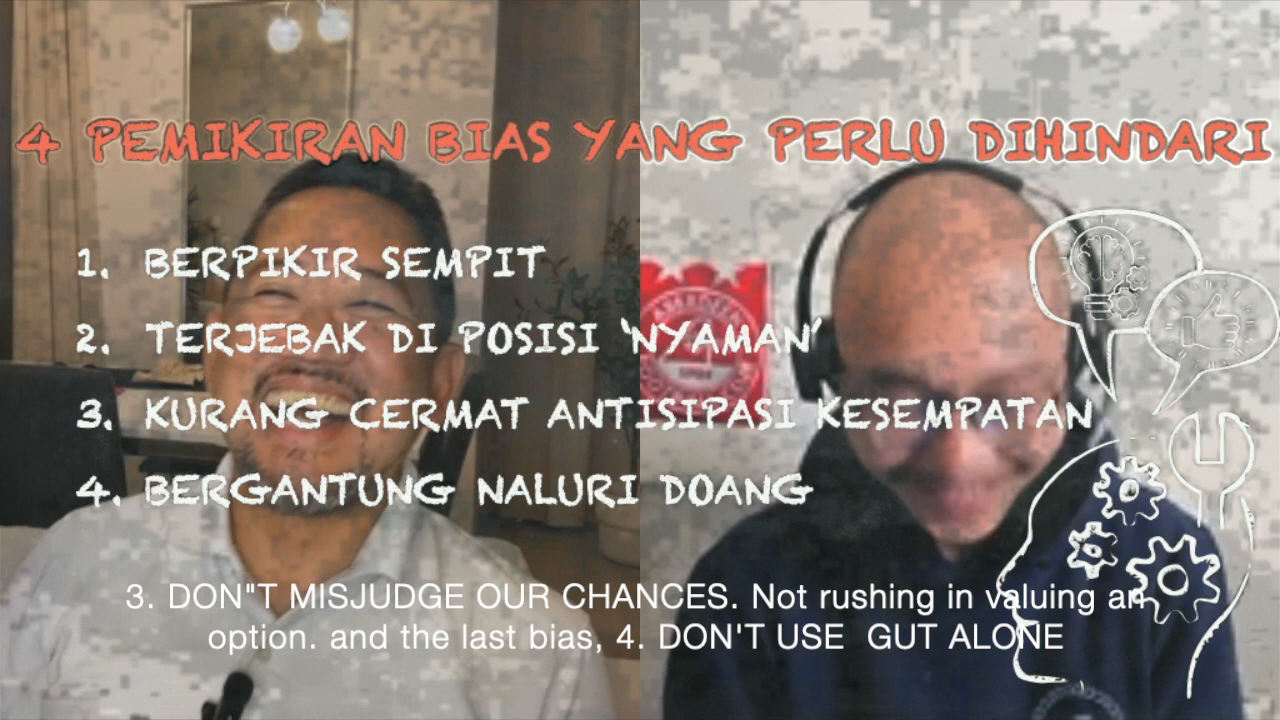 4 PEMIKIRAN BIAS YANG PERLU DIHINDARI
1. BERPIKIR SEMPIT
2. TERJEBAK DI POSISI 'NYAMAN'
3. KURANG CERMAT ANTISIPASI KESEMPATAN
4. BERGANTUNG NALURI DOANG
3. DON"T MISJUDGE OUR CHANCES. Not rushing in valuing an
option. and the last bias, 4. DON'T USE  GUT ALONE